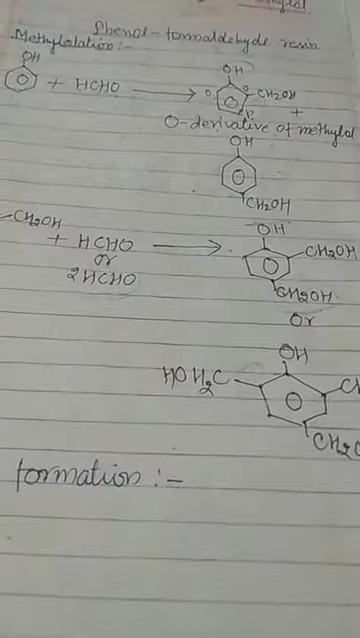 Phenol-formaldehyde resin
Methylolation :-
OH
+ HCHO
OH
CH2OH
+
O-derivative of methylol
OH
CH2OH
CH2OH
+ HCHO
or
2HCHO
OH
CH2OH
CH2OH
Or
OH
HOH2C
CH2
formation :-